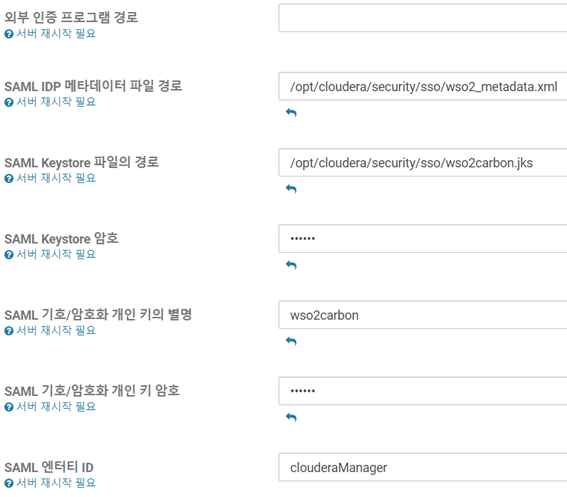 외부 인증 프로그램 경로
서버 재시작 필요
SAML IDP 메타데이터 파일 경로
/opt/cloudera/security/sso/wso2_metadata.xml
서버 재시작 필요
SAML Keystore 파일의 경로
/opt/cloudera/security/sso/wso2carbon.jks
서버 재시작 필요
SAML Keystore 암호
••••••
서버 재시작 필요
SAML 기호/암호화 개인 키의 별명
wso2carbon
서버 재시작 필요
SAML 기호/암호화 개인 키 암호
••••••
서버 재시작 필요
SAML 엔터티 ID
clouderaManager
서버 재시작 필요